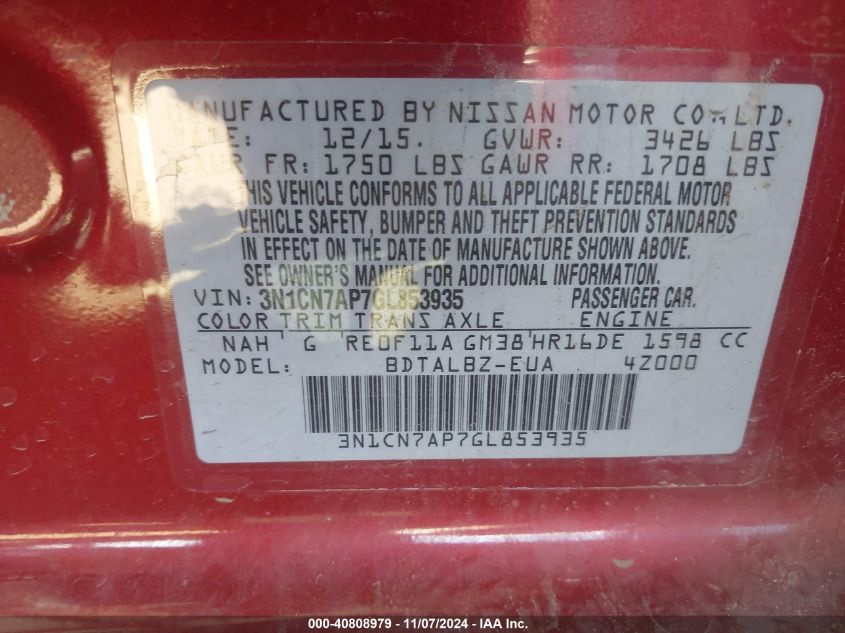 MANUFACTURED BY NISSAN MOTOR CO., LTD.
DATE: 12/15. GVWR: 3426 LBS
GAWR FR: 1750 LBS GAWR RR: 1708 LBS
THIS VEHICLE CONFORMS TO ALL APPLICABLE FEDERAL MOTOR
VEHICLE SAFETY, BUMPER AND THEFT PREVENTION STANDARDS
IN EFFECT ON THE DATE OF MANUFACTURE SHOWN ABOVE.
SEE OWNER'S MANUAL FOR ADDITIONAL INFORMATION.
VIN: 3N1CN7AP7GL853935 PASSENGER CAR.
COLOR TRIM TRANS AXLE ENGINE
NAH G RE0F11A GM38 HR16DE 1598 CC
MODEL: BDTALBZ-EUA 4Z000
3N1CN7AP7GL853935
000-40808979 - 11/07/2024 - IAA, Inc.